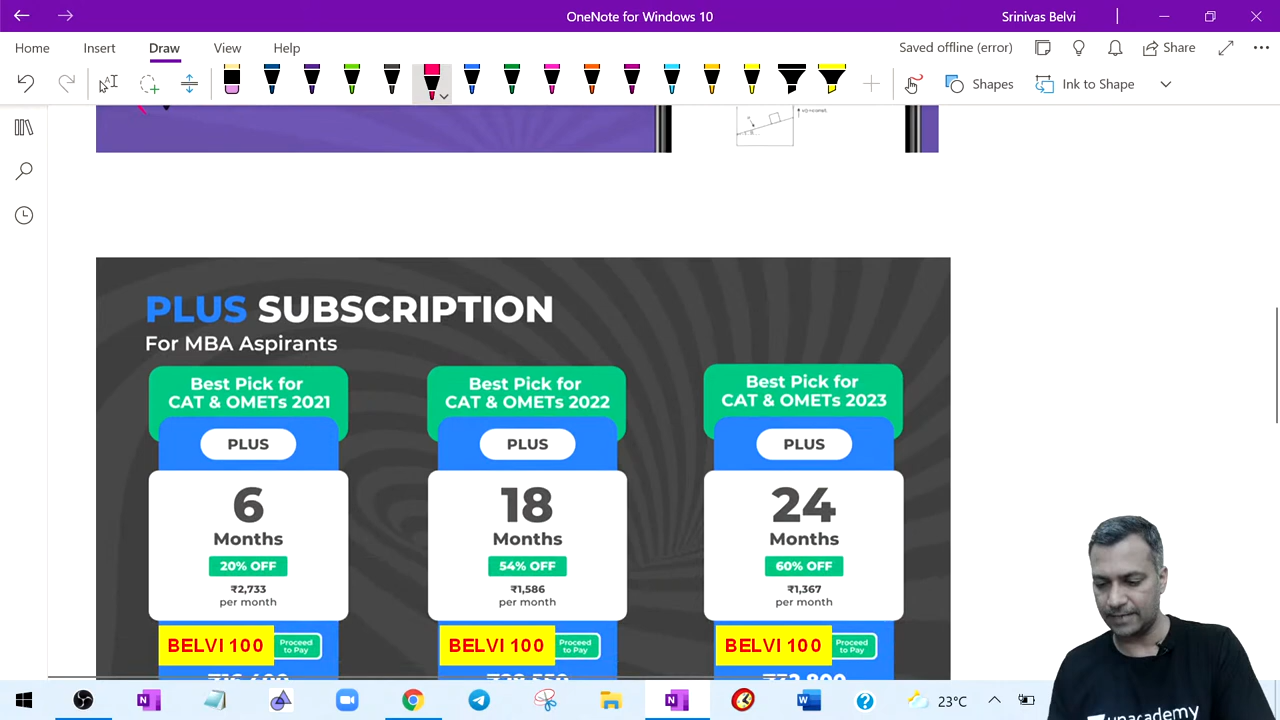 OneNote for Windows 10
Srinivas Belvi
Home
Insert
Draw
View
Help
Saved offline (error)
Share
Shapes
Ink to Shape
PLUS SUBSCRIPTION
For MBA Aspirants
Best Pick for
CAT & OMETs 2021
PLUS
6
Months
20% OFF
₹2,733
per month
BELVI 100
Proceed
to Pay
Best Pick for
CAT & OMETs 2022
PLUS
18
Months
54% OFF
₹1,586
per month
BELVI 100
Proceed
to Pay
Best Pick for
CAT & OMETs 2023
PLUS
24
Months
60% OFF
₹1,367
per month
BELVI 100
Proceed
to Pay
23°C
unacademy